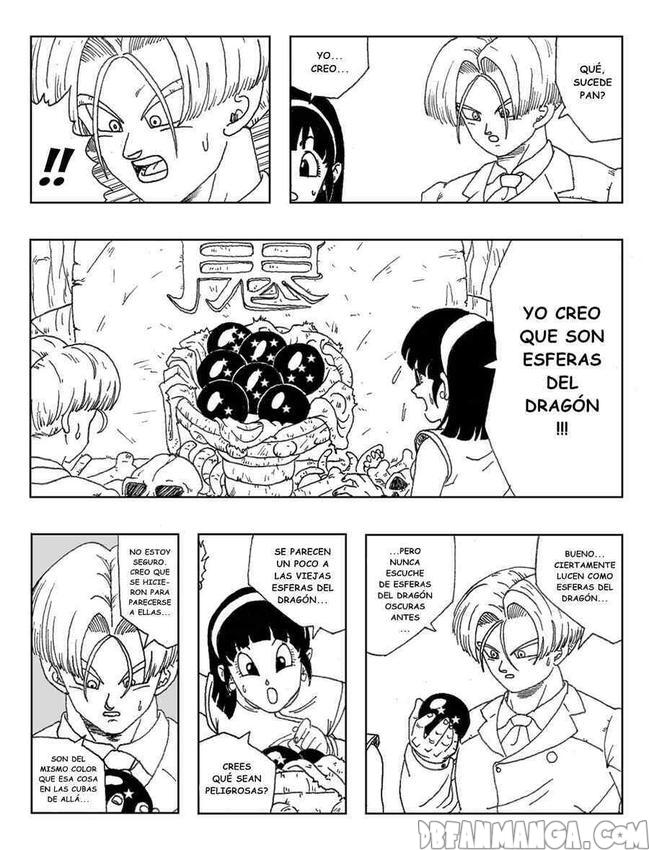 QUÉ,
SUCEDE
PAN?
YO...
CREO...
!!
YO CREO
QUE SON
ESFERAS
DEL
DRAGÓN
!!!
BUENO...
CIERTAMENTE
LUCEN COMO
ESFERAS DEL
DRAGÓN...
...PERO
NUNCA
ESCUCHE
DE ESFERAS
DEL DRAGÓN
OSCURAS
ANTES
...
SE PARECEN
UN POCO A
LAS VIEJAS
ESFERAS DEL
DRAGÓN...
CREES
QUÉ SEAN
PELIGROSAS?
NO ESTOY
SEGURO.
CREO QUE
SE HICIE-
RON PARA
PARECERSE
A ELLAS...
SON DEL
MISMO COLOR
QUE ESA COSA
EN LAS CUBAS
DE ALLÁ...
DBFANMANGA.COM